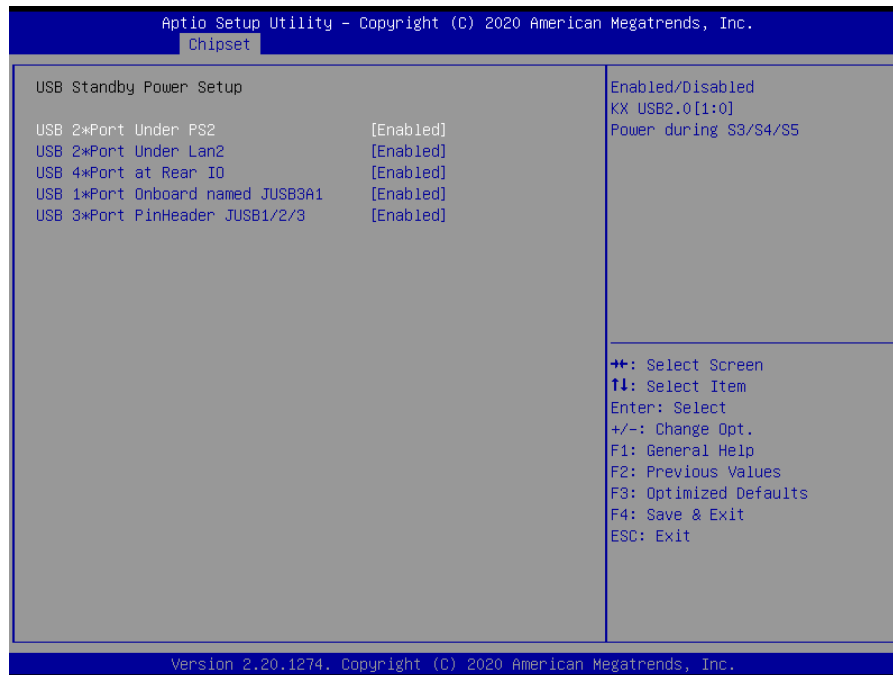 Aptio Setup Utility – Copyright (C) 2020 American Megatrends, Inc.
Chipset
USB Standby Power Setup
USB 2*Port Under PS2 [Enabled]
USB 2*Port Under Lan2 [Enabled]
USB 4*Port at Rear IO [Enabled]
USB 1*Port Onboard named JUSB3A1 [Enabled]
USB 3*Port PinHeader JUSB1/2/3 [Enabled]
Enabled/Disabled
KX USB2.0[1:0]
Power during S3/S4/S5
→←: Select Screen
↑↓: Select Item
Enter: Select
+/-: Change Opt.
F1: General Help
F2: Previous Values
F3: Optimized Defaults
F4: Save & Exit
ESC: Exit
Version 2.20.1274. Copyright (C) 2020 American Megatrends, Inc.